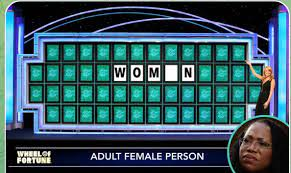 WOM N
WHEEL OF
FORTUNE
ADULT FEMALE PERSON